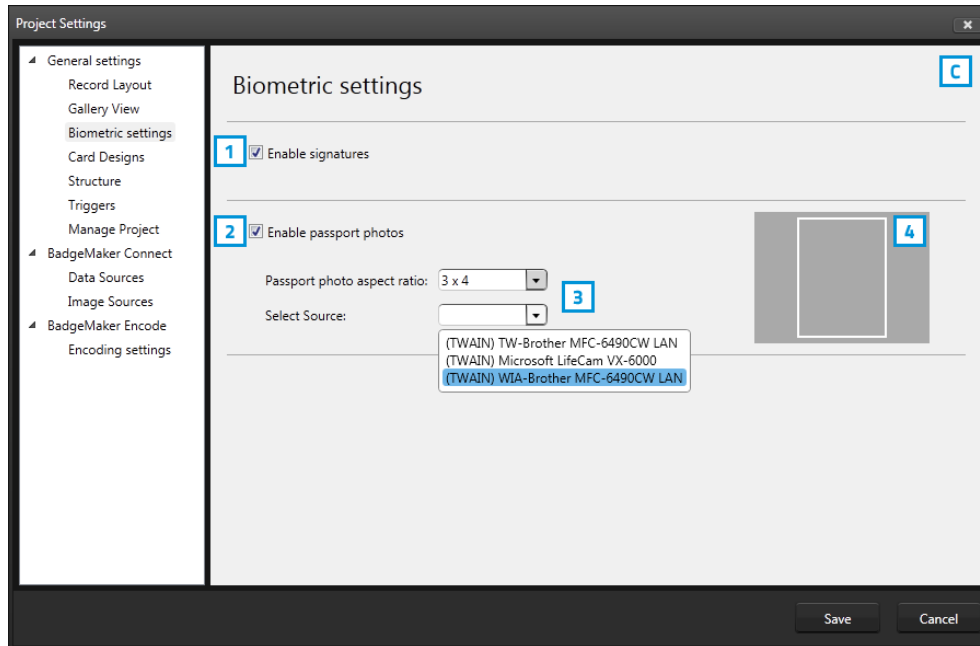 Project Settings
General settings
Record Layout
Gallery View
Biometric settings
Card Designs
Structure
Triggers
Manage Project
BadgeMaker Connect
Data Sources
Image Sources
BadgeMaker Encode
Encoding settings
Biometric settings
C
1 Enable signatures
2 Enable passport photos
4
Passport photo aspect ratio: 3 x 4
3
Select Source:
(TWAIN) TW-Brother MFC-6490CW LAN
(TWAIN) Microsoft LifeCam VX-6000
(TWAIN) WIA-Brother MFC-6490CW LAN
Save Cancel